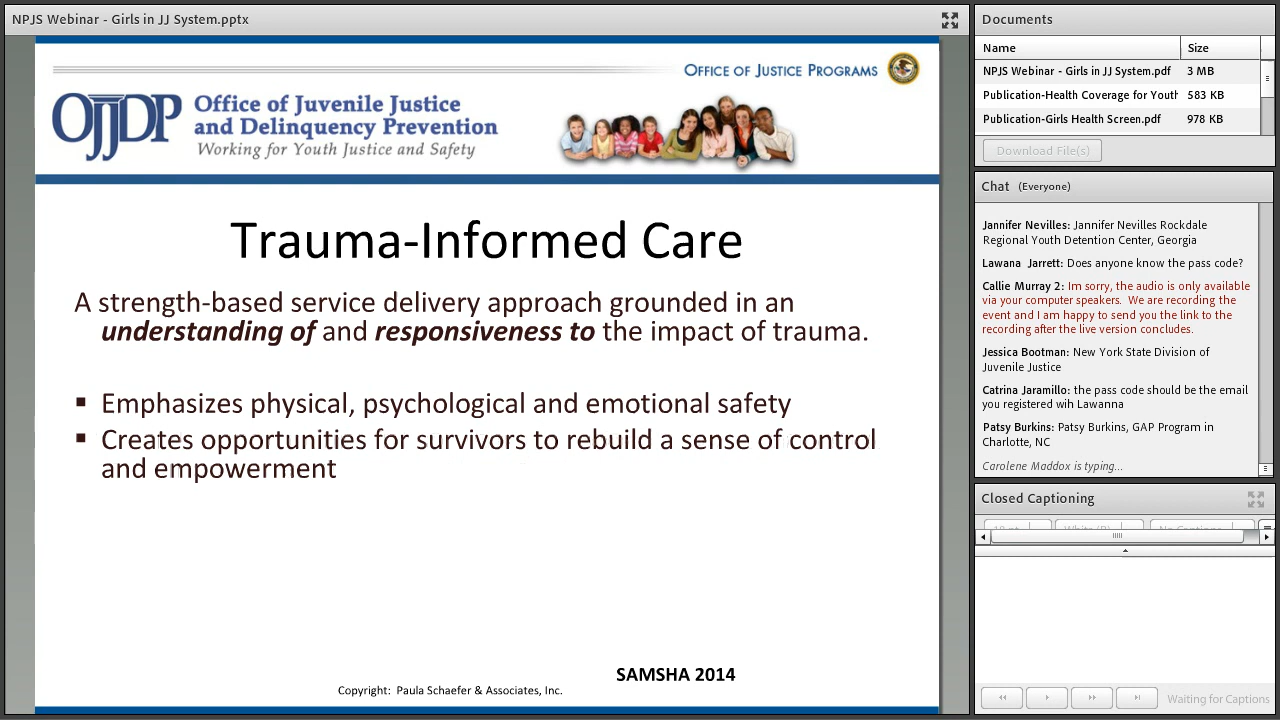 NPJS Webinar - Girls in JJ System.pptx
OFFICE OF JUSTICE PROGRAMS
OJJDP
Office of Juvenile Justice
and Delinquency Prevention
Working for Youth Justice and Safety
Trauma-Informed Care
A strength-based service delivery approach grounded in an
understanding of and responsiveness to the impact of trauma.
▪ Emphasizes physical, psychological and emotional safety
▪ Creates opportunities for survivors to rebuild a sense of control
and empowerment
SAMSHA 2014
Copyright: Paula Schaefer & Associates, Inc.
Documents
Name Size
NPJS Webinar - Girls in JJ System.pdf 3 MB
Publication-Health Coverage for Youth 583 KB
Publication-Girls Health Screen.pdf 978 KB
Download File(s)
Chat (Everyone)
Jannifer Nevilles: Jannifer Nevilles Rockdale
Regional Youth Detention Center, Georgia
Lawana Jarrett: Does anyone know the pass code?
Callie Murray 2: Im sorry, the audio is only available
via your computer speakers. We are recording the
event and I am happy to send you the link to the
recording after the live version concludes.
Jessica Bootman: New York State Division of
Juvenile Justice
Catrina Jaramillo: the pass code should be the email
you registered wih Lawanna
Patsy Burkins: Patsy Burkins, GAP Program in
Charlotte, NC
Carolene Maddox is typing...
Closed Captioning
Waiting for Captions